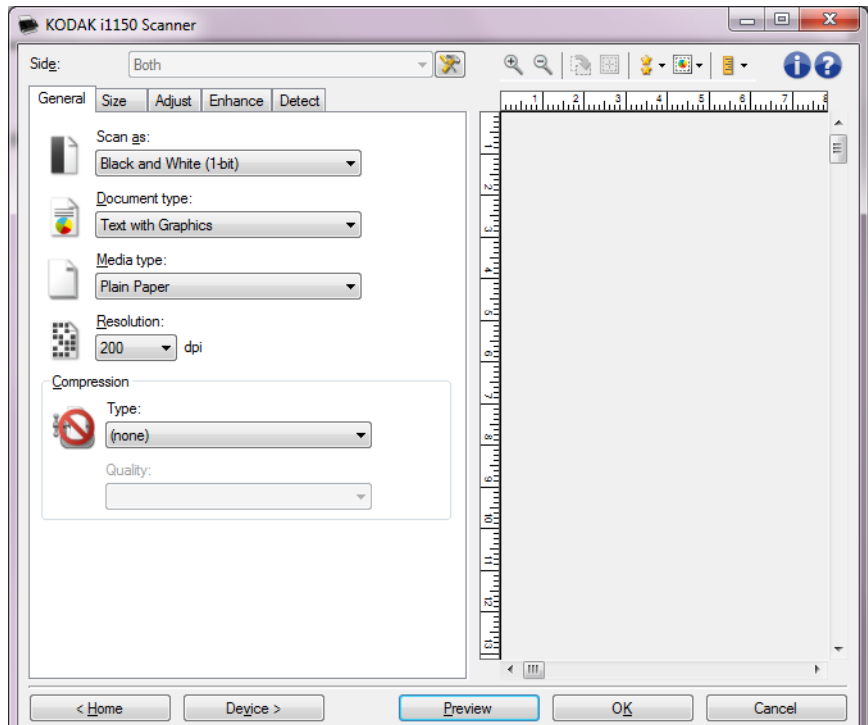 KODAK i1150 Scanner
Side: Both
General Size Adjust Enhance Detect
Scan as:
Black and White (1-bit)
Document type:
Text with Graphics
Media type:
Plain Paper
Resolution:
200 dpi
Compression
Type:
(none)
Quality:
1 2 3 4 5 6 7 8
1
2
3
4
5
6
7
8
9
10
11
12
13
< Home Device > Preview OK Cancel